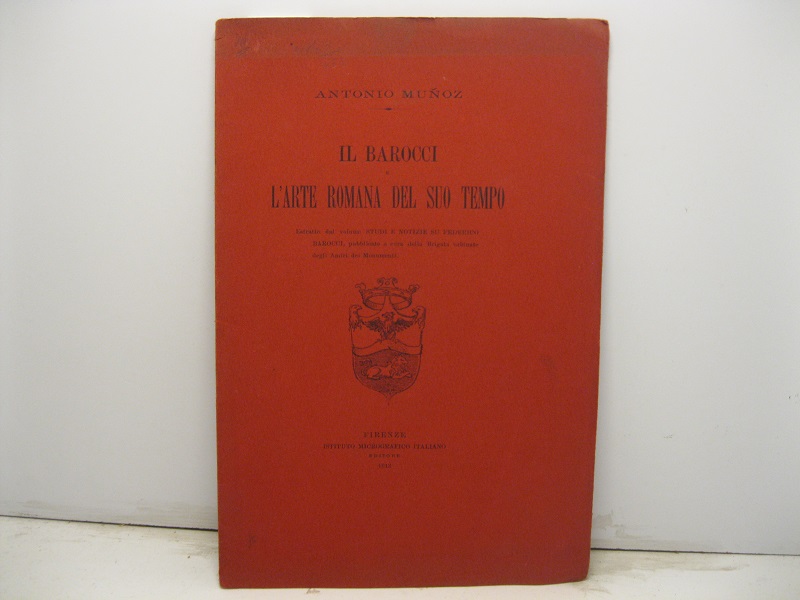 ANTONIO MUÑOZ
IL BAROCCI
E
L'ARTE ROMANA DEL SUO TEMPO
Estratto dal volume STUDI E NOTIZIE SU FEDERICO
BAROCCI, pubblicato a cura della Brigata urbinate
degli Amici dei Monumenti.
FIRENZE
ISTITUTO MICROGRAFICO ITALIANO
EDITORE